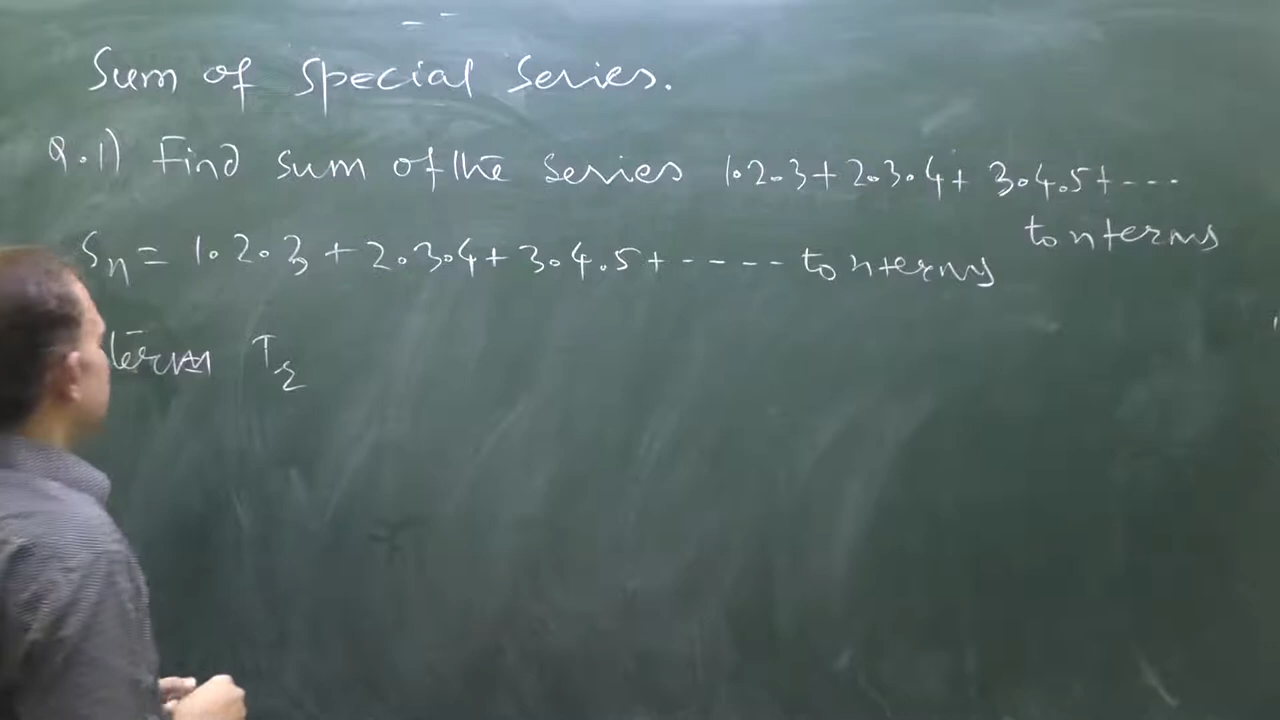 Sum of Special Series.
Q.1) Find sum of the series 1.2.3+2.3.4+ 3.4.5+----
to n terms
Sn = 1.2.3 + 2.3.4 + 3.4.5 + ----- to n terms
term Tr